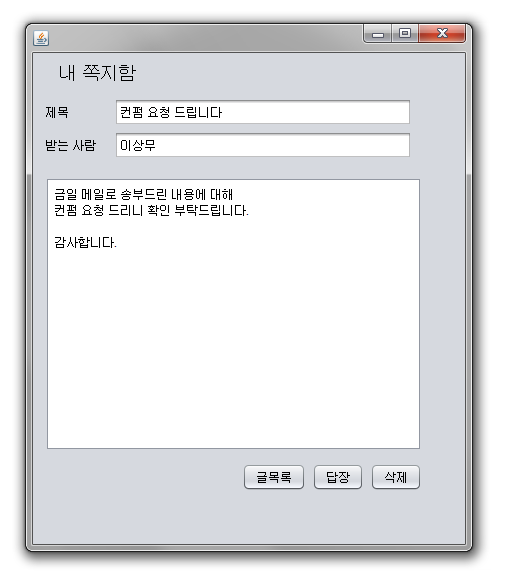 내 쪽지함
제목 컨펌 요청 드립니다
받는 사람 이상무
금일 메일로 송부드린 내용에 대해
컨펌 요청 드리니 확인 부탁드립니다.
감사합니다.
글목록 답장 삭제